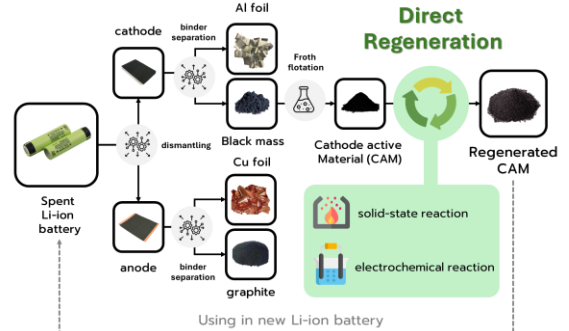 Direct
Regeneration
Al foil
cathode
binder
separation
Froth
flotation
Black mass
Cathode active
Material (CAM)
Regenerated
CAM
dismantling
Spent
Li-ion
battery
Cu foil
anode
binder
separation
graphite
solid-state reaction
electrochemical reaction
Using in new Li-ion battery